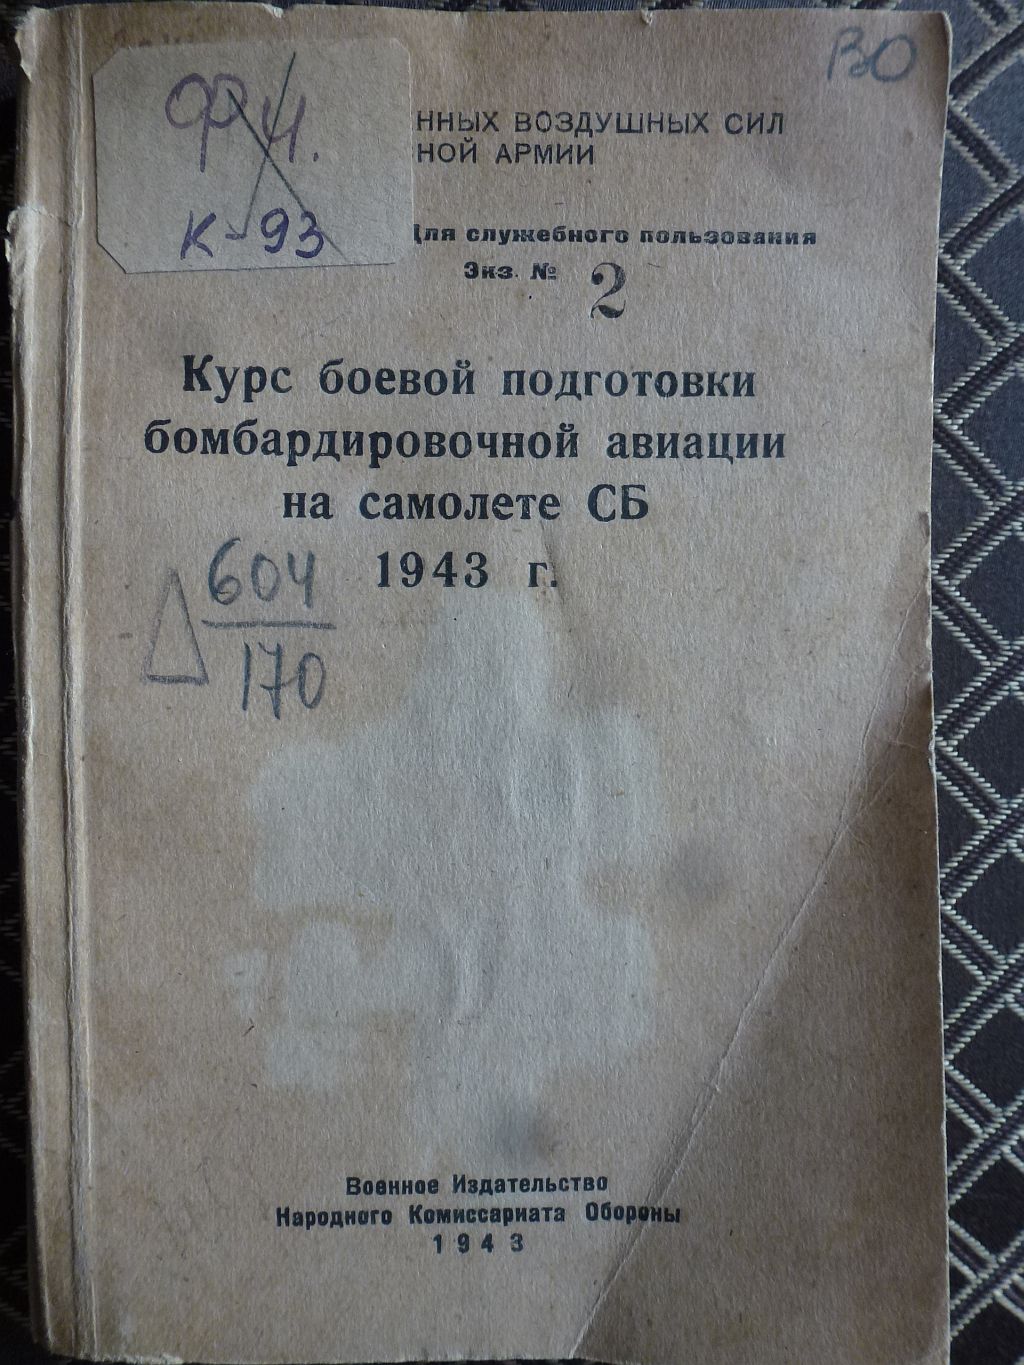 ВО
ФЧ.
К-93
ННЫХ ВОЗДУШНЫХ СИЛ
НОЙ АРМИИ
Для служебного пользования
Экз. № 2
Курс боевой подготовки
бомбардировочной авиации
на самолете СБ
1943 г.
604
170
Военное Издательство
Народного Комиссариата Обороны
1943